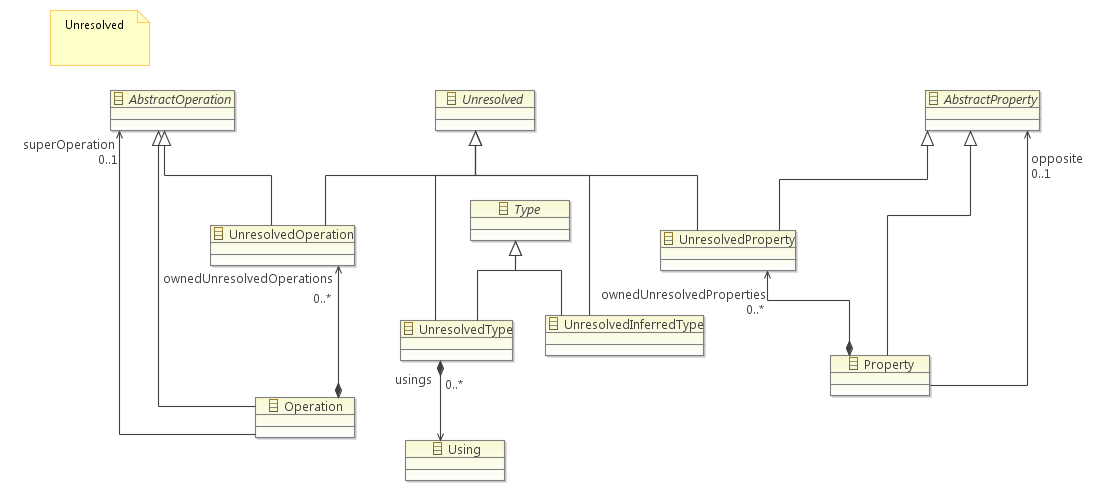 Unresolved
AbstractOperation
Unresolved
AbstractProperty
superOperation
0..1
opposite
0..1
Type
UnresolvedOperation
UnresolvedProperty
ownedUnresolvedOperations
0..*
ownedUnresolvedProperties
0..*
UnresolvedType
UnresolvedInferredType
Property
usings
0..*
Operation
Using